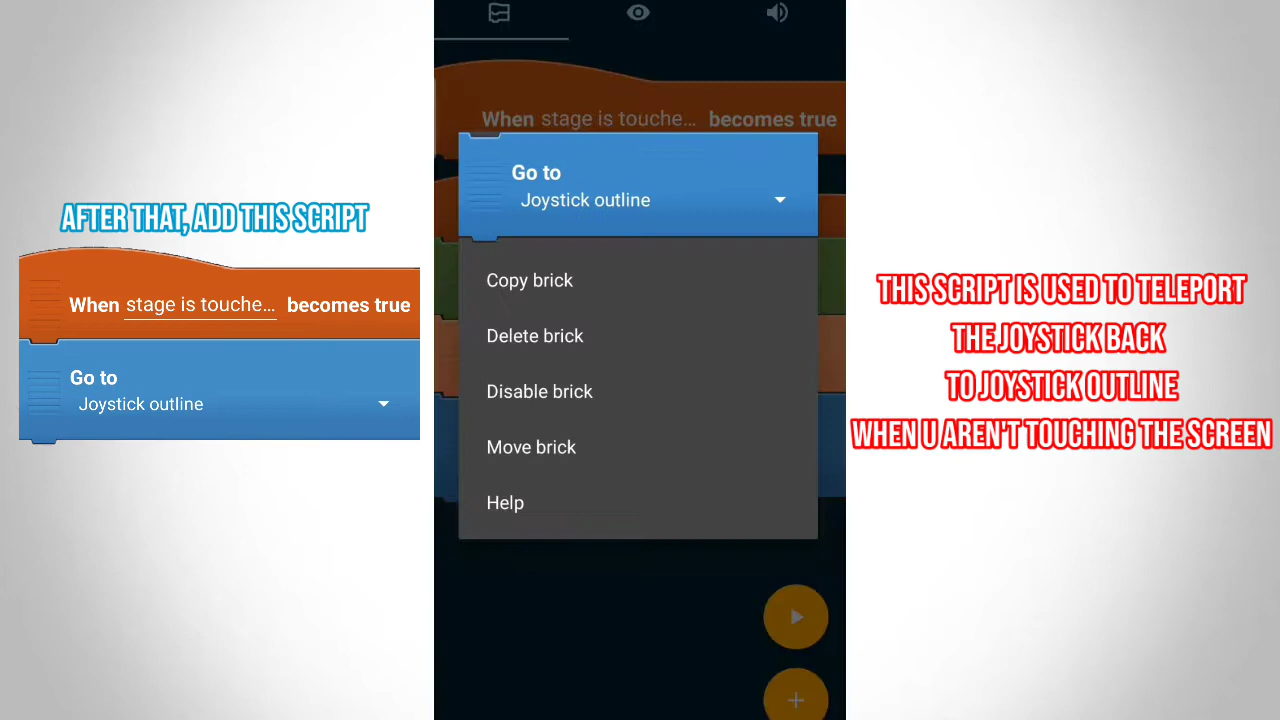 AFTER THAT, ADD THIS SCRIPT
When stage is touche... becomes true
Go to
Joystick outline
When stage is touche... becomes true
Go to
Joystick outline
Copy brick
Delete brick
Disable brick
Move brick
Help
THIS SCRIPT IS USED TO TELEPORT
THE JOYSTICK BACK
TO JOYSTICK OUTLINE
WHEN U AREN'T TOUCHING THE SCREEN